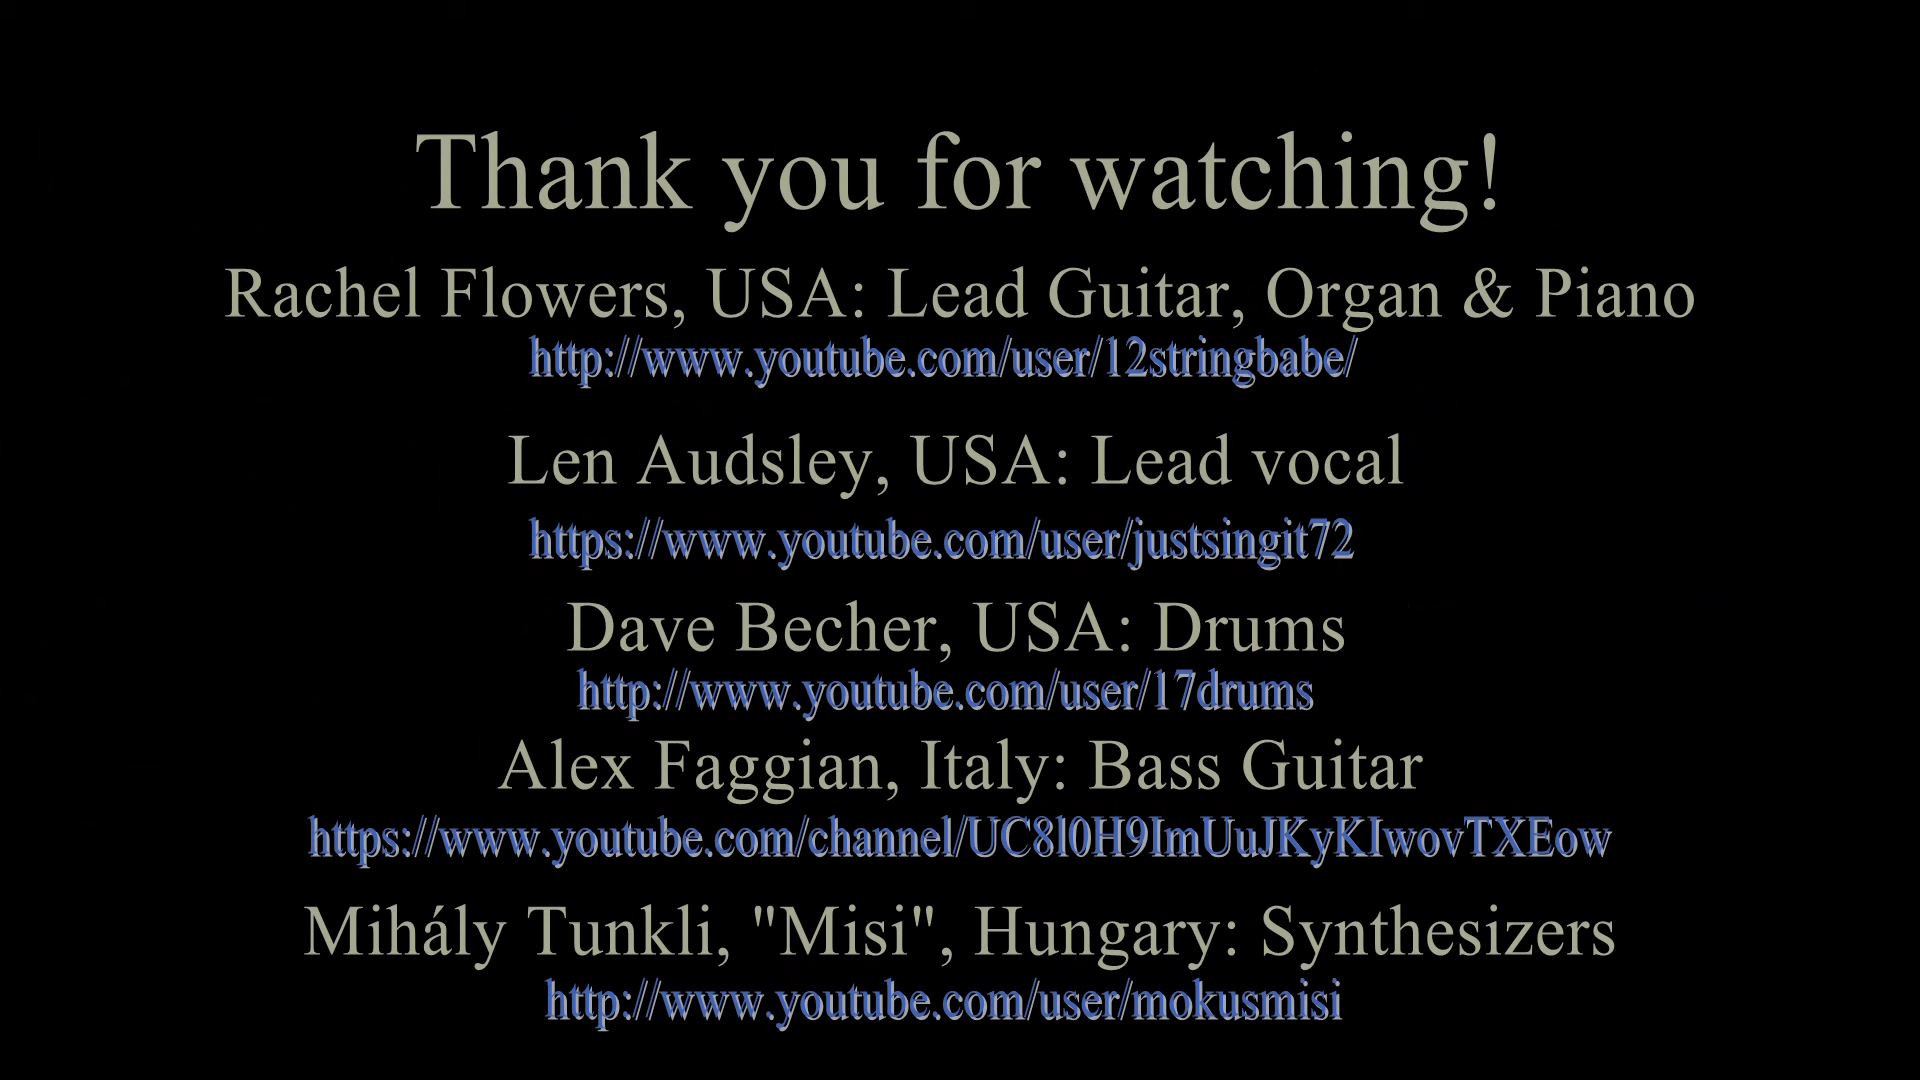 Thank you for watching!
Rachel Flowers, USA: Lead Guitar, Organ & Piano
http://www.youtube.com/user/12stringbabe/
Len Audsley, USA: Lead vocal
https://www.youtube.com/user/justsingit72
Dave Becher, USA: Drums
http://www.youtube.com/user/17drums
Alex Faggian, Italy: Bass Guitar
https://www.youtube.com/channel/UC8l0H9ImUuJKyKIwovTXEow
Mihály Tunkli, "Misi", Hungary: Synthesizers
http://www.youtube.com/user/mokusmisi